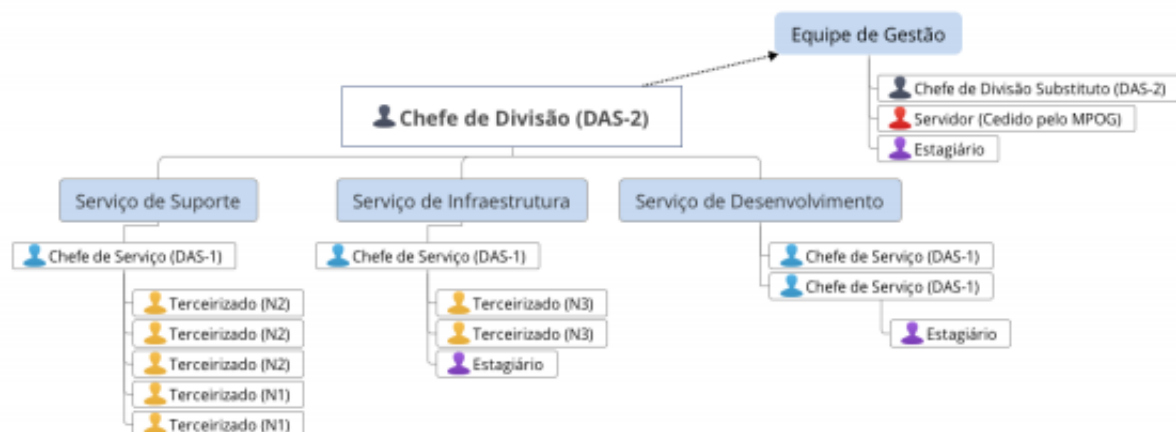 Equipe de Gestão
Chefe de Divisão Substituto (DAS-2)
Servidor (Cedido pelo MPOG)
Estagiário
Chefe de Divisão (DAS-2)
Serviço de Suporte
Chefe de Serviço (DAS-1)
Terceirizado (N2)
Terceirizado (N2)
Terceirizado (N2)
Terceirizado (N1)
Terceirizado (N1)
Serviço de Infraestrutura
Chefe de Serviço (DAS-1)
Terceirizado (N3)
Terceirizado (N3)
Estagiário
Serviço de Desenvolvimento
Chefe de Serviço (DAS-1)
Chefe de Serviço (DAS-1)
Estagiário